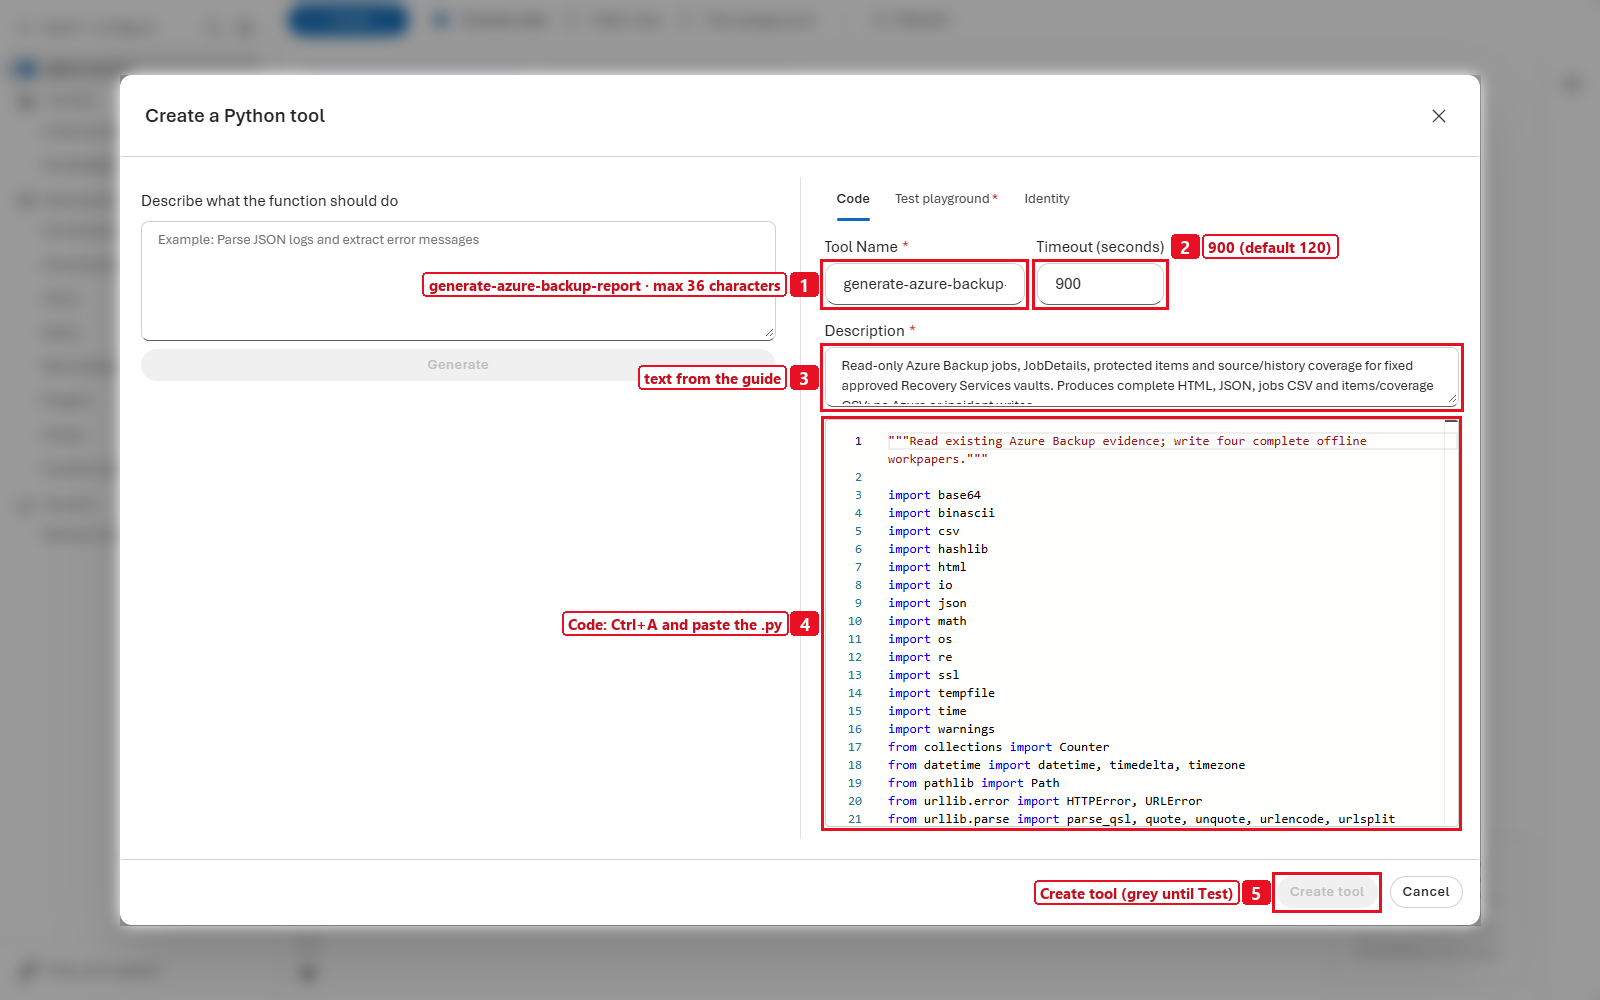 Create a Python tool
Describe what the function should do
Example: Parse JSON logs and extract error messages
Generate
Code
Test playground *
Identity
Tool Name *
generate-azure-backup-report · max 36 characters
1
generate-azure-backup-
Timeout (seconds)
2
900 (default 120)
900
Description *
text from the guide
3
Read-only Azure Backup jobs, JobDetails, protected items and source/history coverage for fixed
approved Recovery Services vaults. Produces complete HTML, JSON, jobs CSV and items/coverage
CSV; no Azure or incident writes
Code: Ctrl+A and paste the .py
4
1 """Read existing Azure Backup evidence; write four complete offline
workpapers."""
2
3 import base64
4 import binascii
5 import csv
6 import hashlib
7 import html
8 import io
9 import json
10 import math
11 import os
12 import re
13 import ssl
14 import tempfile
15 import time
16 import warnings
17 from collections import Counter
18 from datetime import datetime, timedelta, timezone
19 from pathlib import Path
20 from urllib.error import HTTPError, URLError
21 from urllib.parse import parse_qsl, quote, unquote, urlencode, urlsplit
Create tool (grey until Test)
5
Create tool
Cancel